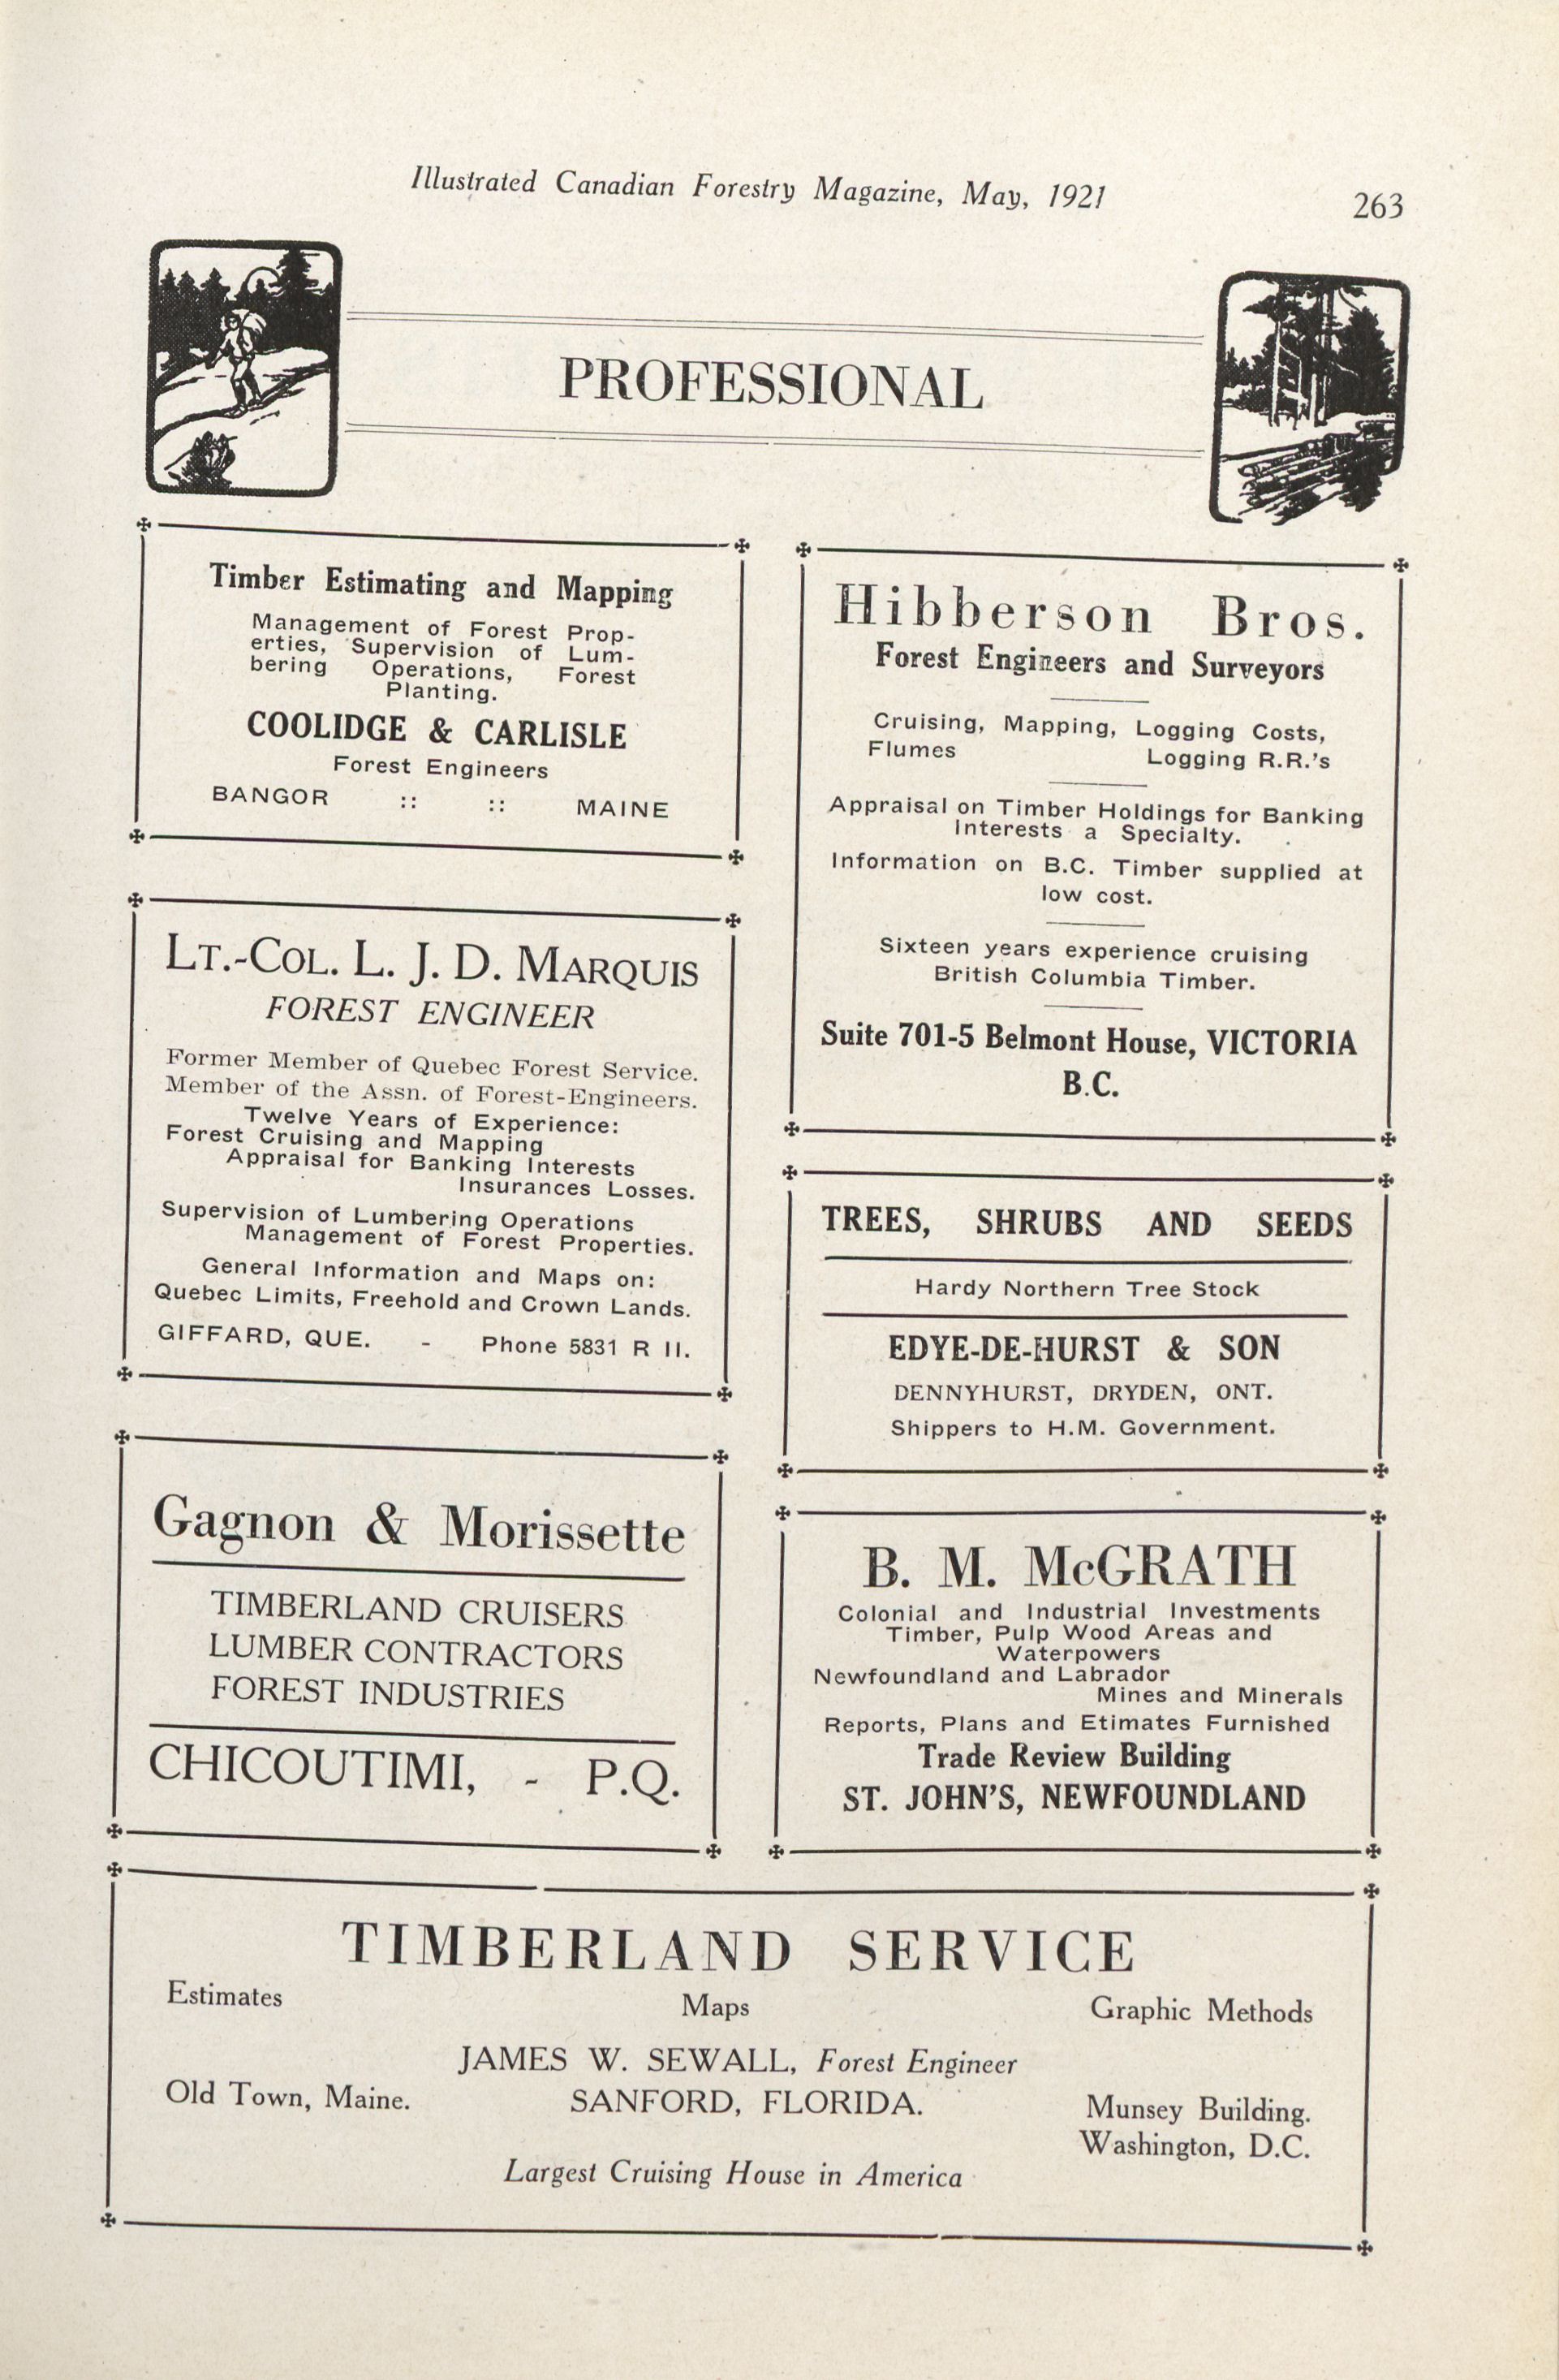 Illustrated Canadian Forestry Magazine, May, 1921
263
PROFESSIONAL
Timber Estimating and Mapping
Management of Forest Prop-
erties, Supervision of Lum-
bering Operations, Forest
Planting.
COOLIDGE & CARLISLE
Forest Engineers
BANGOR :: :: MAINE
LT.-COL. L. J. D. MARQUIS
FOREST ENGINEER
Former Member of Quebec Forest Service.
Member of the Assn. of Forest-Engineers.
Twelve Years of Experience:
Forest Cruising and Mapping
Appraisal for Banking Interests
Insurances Losses.
Supervision of Lumbering Operations
Management of Forest Properties.
General Information and Maps on:
Quebec Limits, Freehold and Crown Lands.
GIFFARD, QUE. - Phone 5831 R II.
Gagnon & Morissette
TIMBERLAND CRUISERS
LUMBER CONTRACTORS
FOREST INDUSTRIES
CHICOUTIMI, - P.Q.
Hibberson Bros.
Forest Engineers and Surveyors
Cruising, Mapping, Logging Costs,
Flumes Logging R.R.'s
Appraisal on Timber Holdings for Banking
Interests a Specialty.
Information on B.C. Timber supplied at
low cost.
Sixteen years experience cruising
British Columbia Timber.
Suite 701-5 Belmont House, VICTORIA
B.C.
TREES, SHRUBS AND SEEDS
Hardy Northern Tree Stock
EDYE-DE-HURST & SON
DENNYHURST, DRYDEN, ONT.
Shippers to H.M. Government.
B. M. McGRATH
Colonial and Industrial Investments
Timber, Pulp Wood Areas and
Waterpowers
Newfoundland and Labrador
Mines and Minerals
Reports, Plans and Etimates Furnished
Trade Review Building
ST. JOHN'S, NEWFOUNDLAND
TIMBERLAND SERVICE
Estimates Maps Graphic Methods
JAMES W. SEWALL, Forest Engineer
Old Town, Maine. SANFORD, FLORIDA. Munsey Building.
Washington, D.C.
Largest Cruising House in America